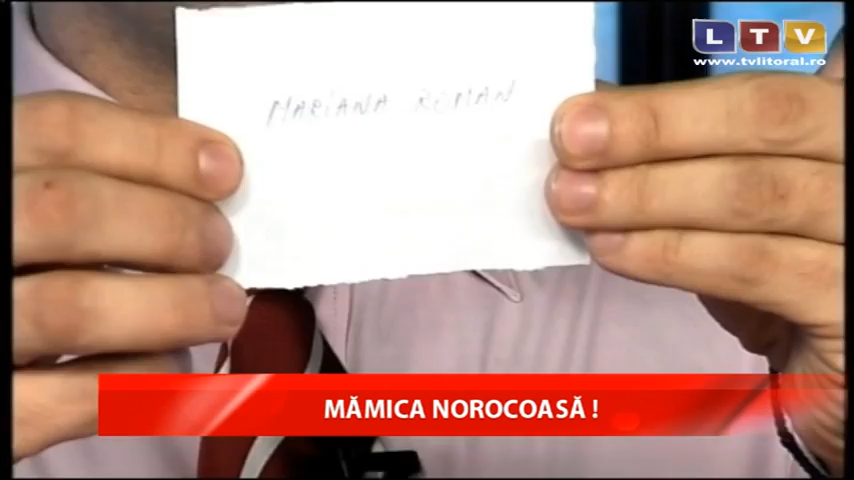 LTV
www.tvlitoral.ro
MARIANA ROMAN
MĂMICA NOROCOASĂ !